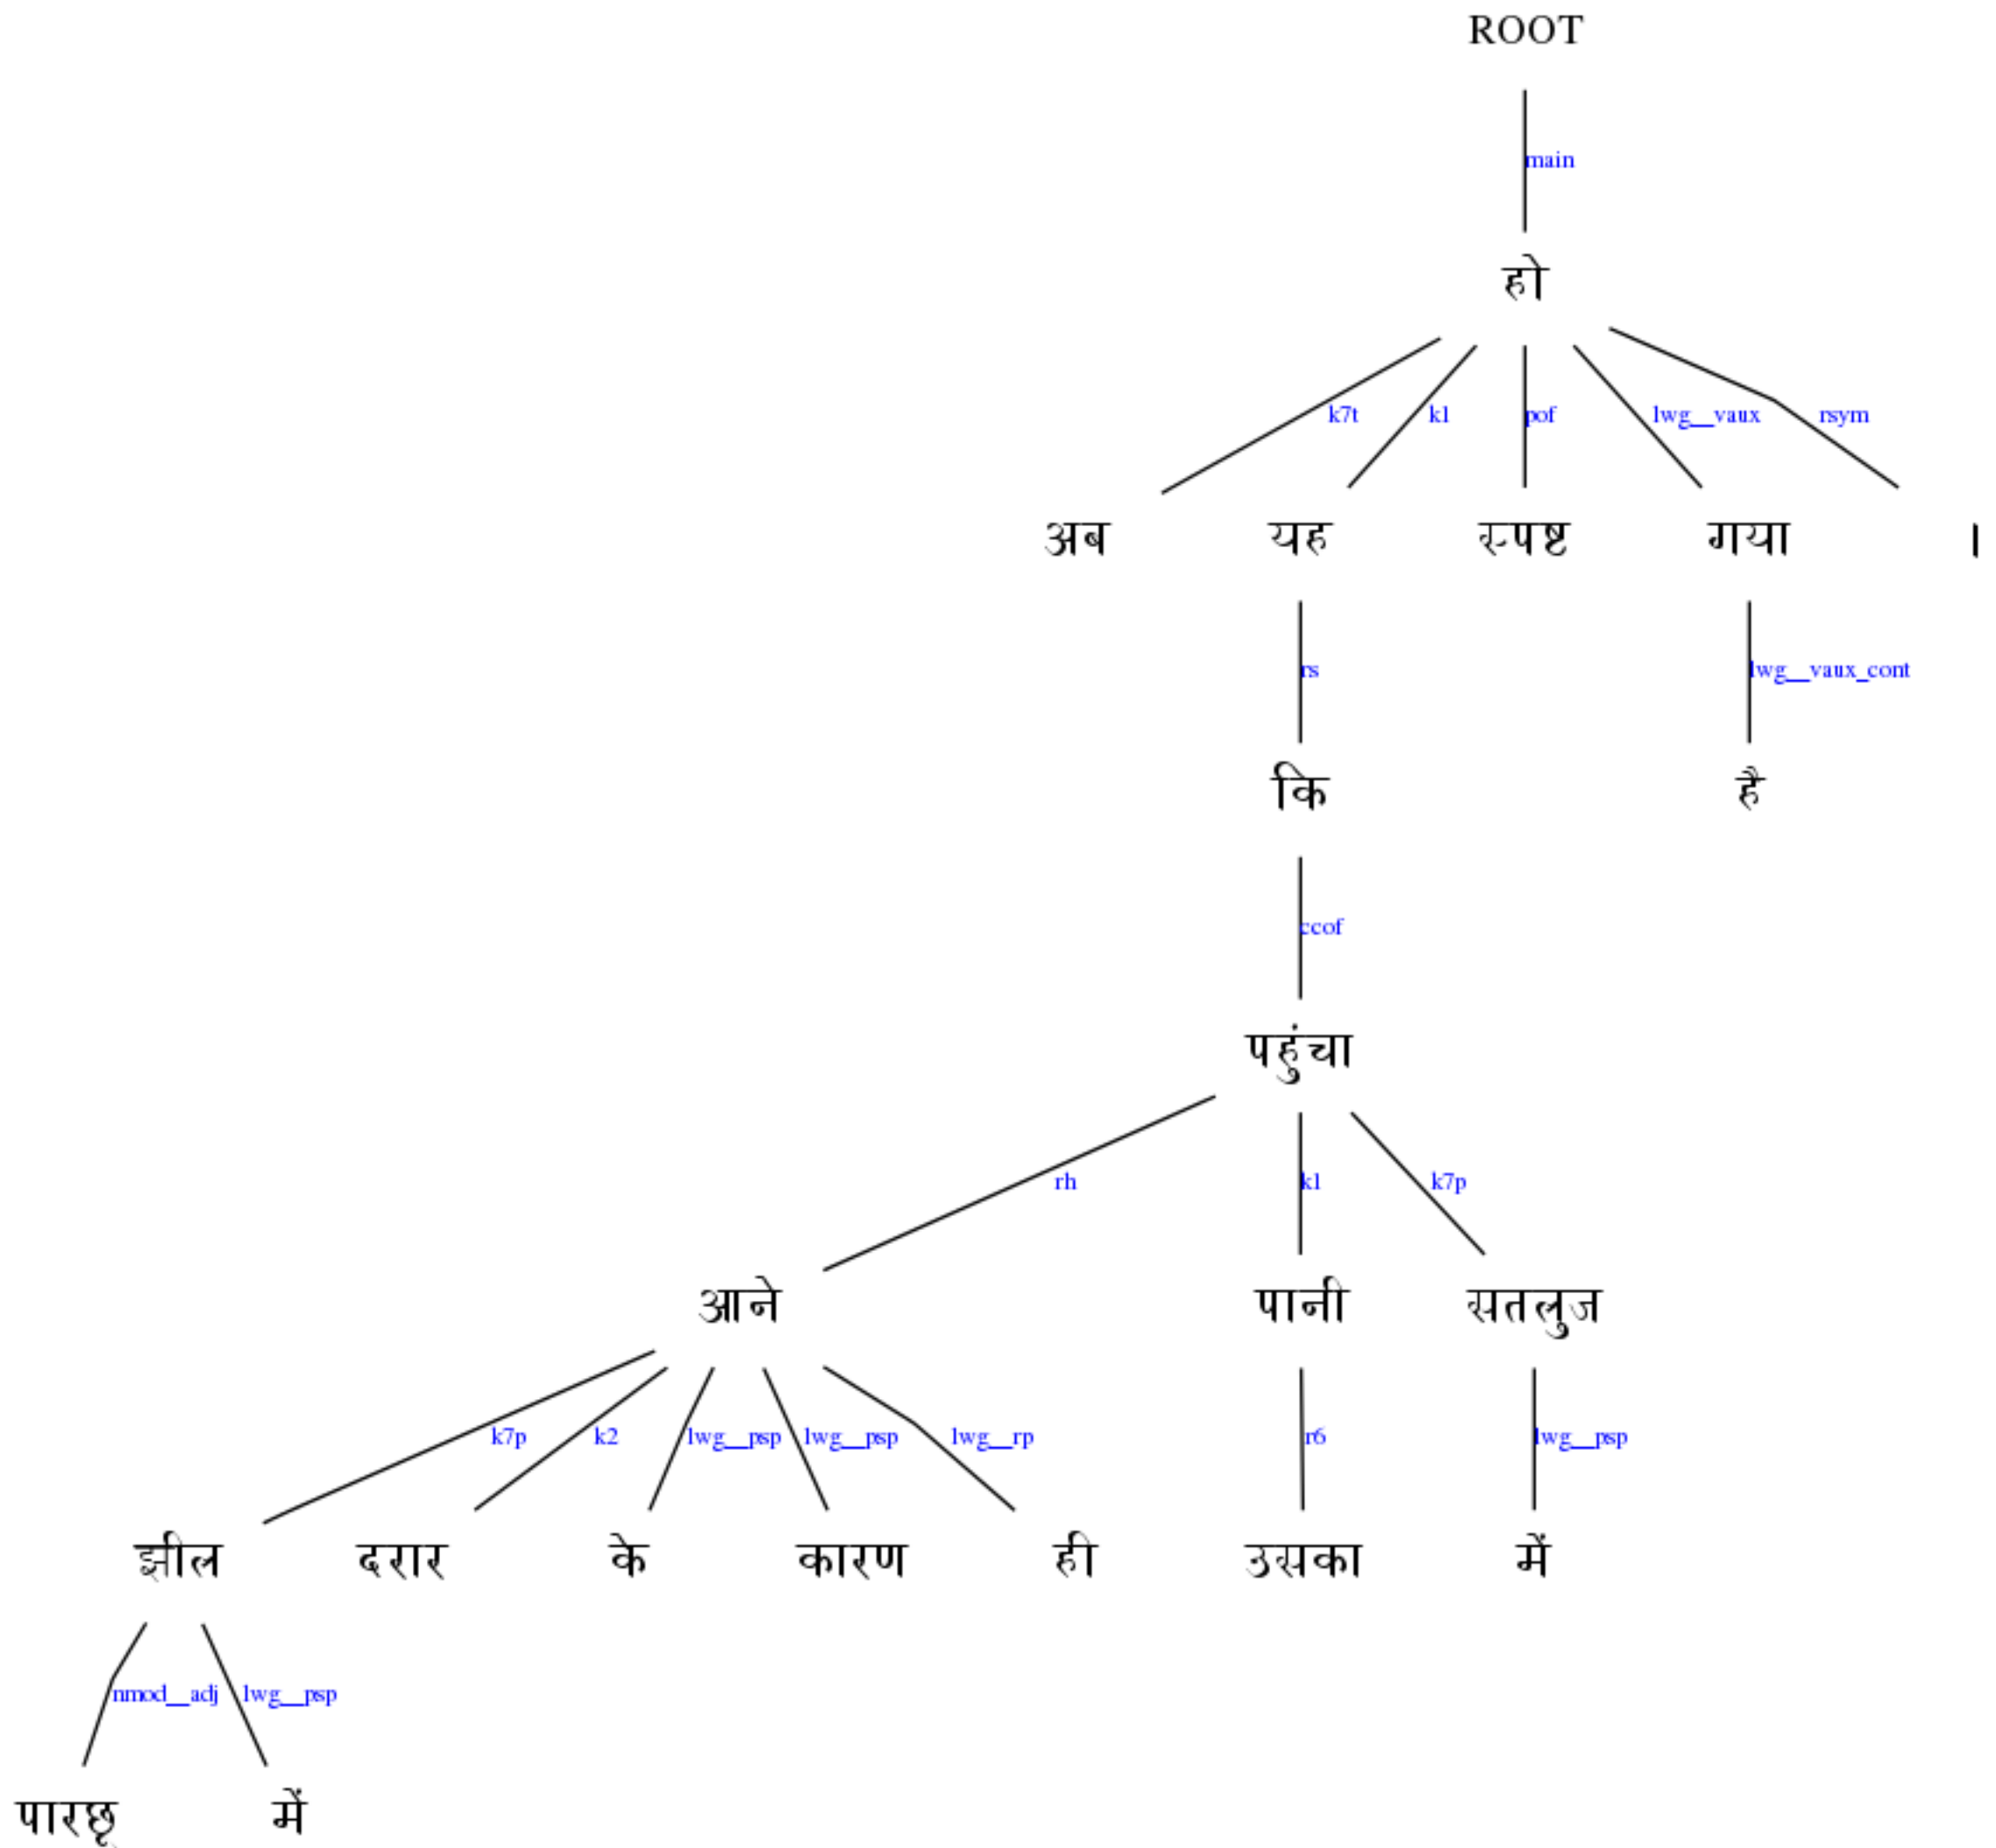 ROOT
main
हो
k7t k1 pof lwg__vaux rsym
अब यह स्पष्ट गया ।
rs lwg__vaux_cont
कि है
ccof
पहुंचा
rh k1 k7p
आने पानी सतलुज
k7p k2 lwg__psp lwg__psp lwg__rp r6 lwg__psp
झील दरार के कारण ही उसका में
nmod__adj lwg__psp
पारछू में